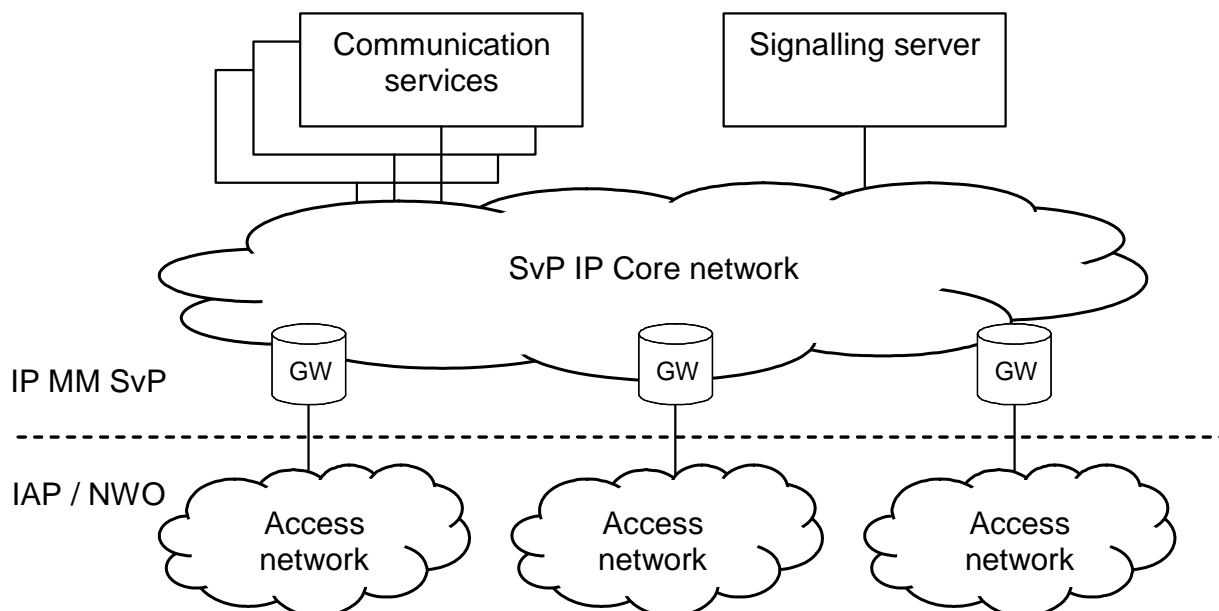 Communication
services
Signalling server
SvP IP Core network
GW
GW
GW
IP MM SvP
IAP / NWO
Access
network
Access
network
Access
network